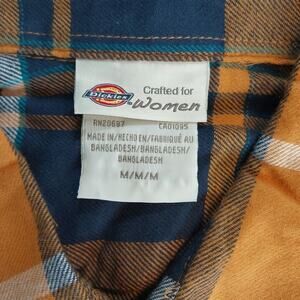 Dickies
Crafted for
Women
RN20697 CA01095
MADE IN/HECHO EN/FABRIQUÉ AU
BANGLADESH/BANGLADESH/
BANGLADESH
M/M/M